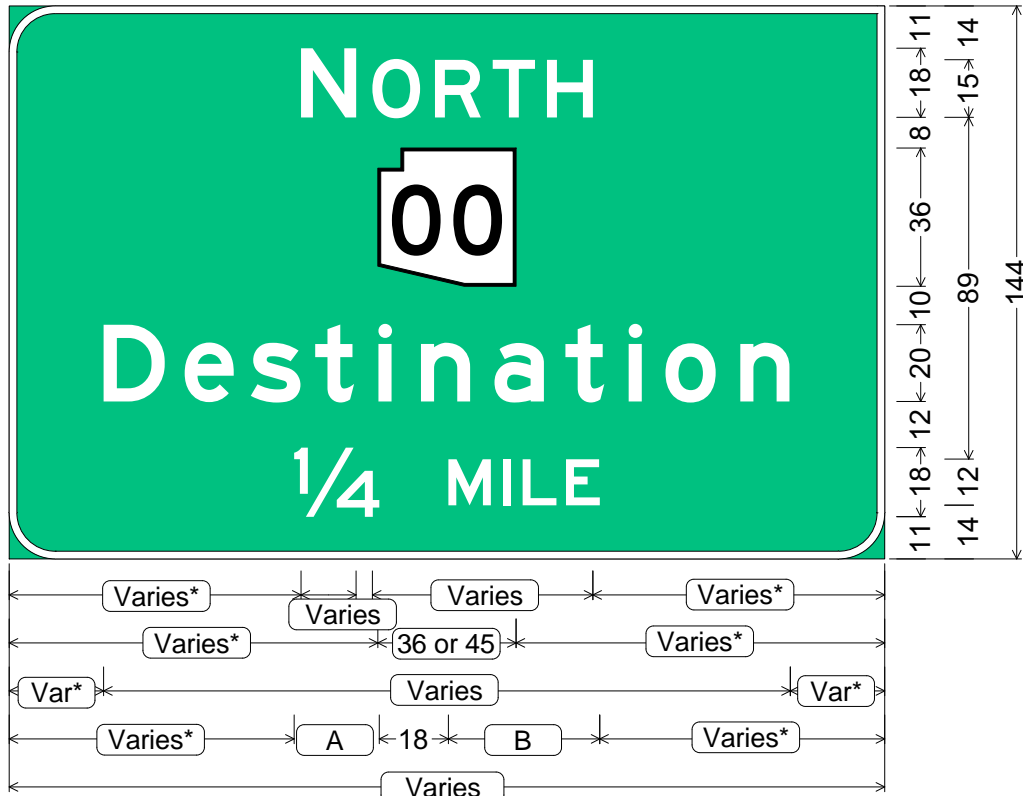 NORTH
00
Destination
1/4 MILE
11 18 8 36 10 20 12 18 11
14 15 89 12 14
144
Varies* Varies Varies Varies*
Varies* 36 or 45 Varies*
Var* Varies Var*
Varies* A 18 B Varies*
Varies